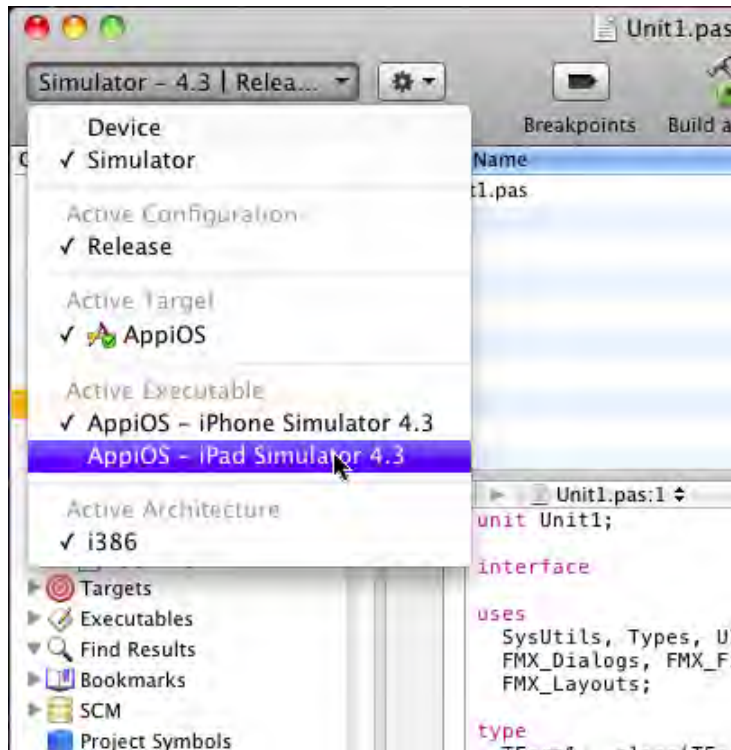 Unit1.pas
Simulator – 4.3 | Relea...
Breakpoints
Build a
Device
✓ Simulator
Active Configuration
✓ Release
Active Target
✓ AppiOS
Active Executable
✓ AppiOS – iPhone Simulator 4.3
AppiOS – iPad Simulator 4.3
Active Architecture
✓ i386
Targets
Executables
Find Results
Bookmarks
SCM
Project Symbols
Name
t1.pas
Unit1.pas:1
unit Unit1;
interface
uses
SysUtils, Types, U
FMX_Dialogs, FMX_F
FMX_Layouts;
type